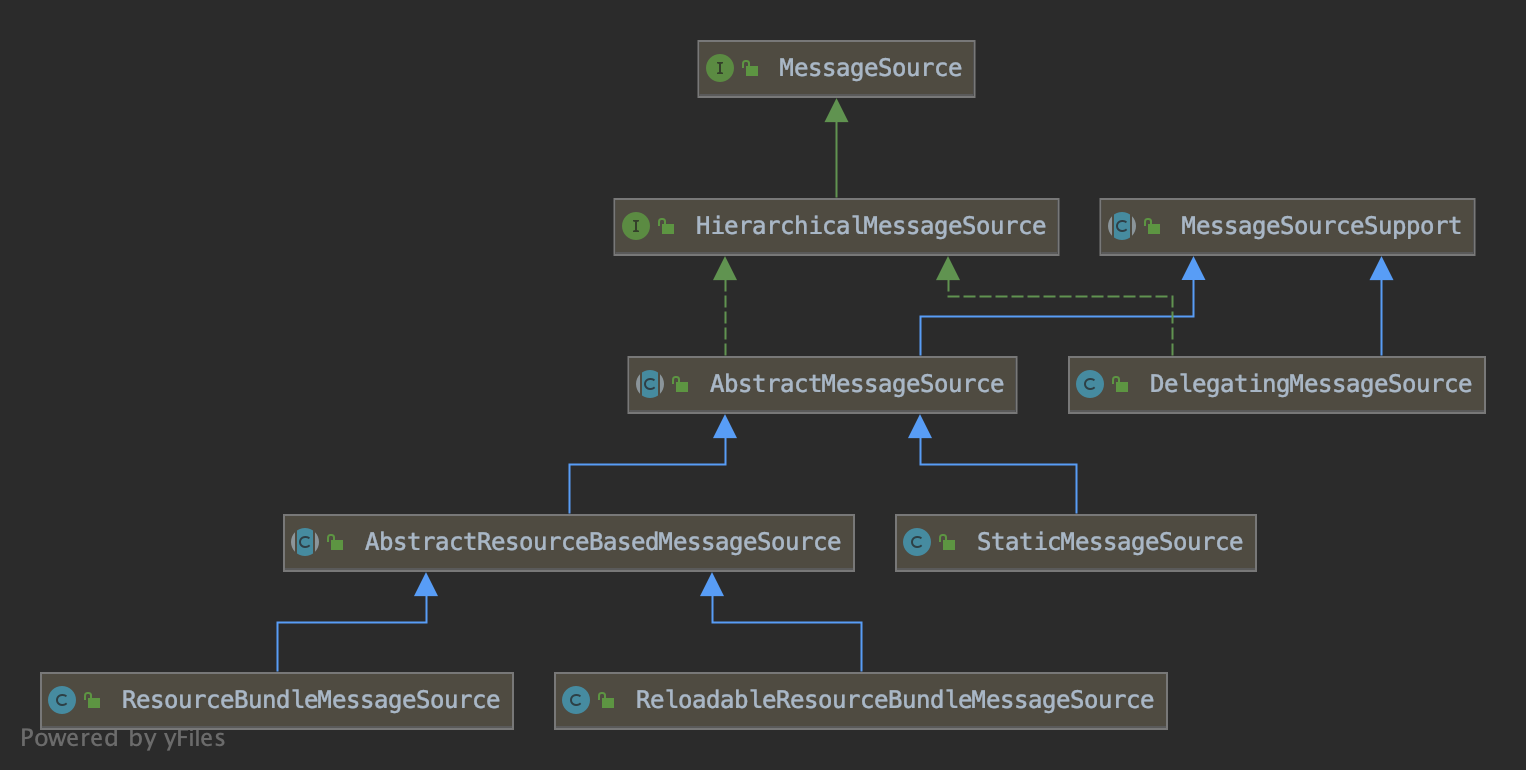 MessageSource
HierarchicalMessageSource
MessageSourceSupport
AbstractMessageSource
DelegatingMessageSource
AbstractResourceBasedMessageSource
StaticMessageSource
ResourceBundleMessageSource
ReloadableResourceBundleMessageSource
Powered by yFiles